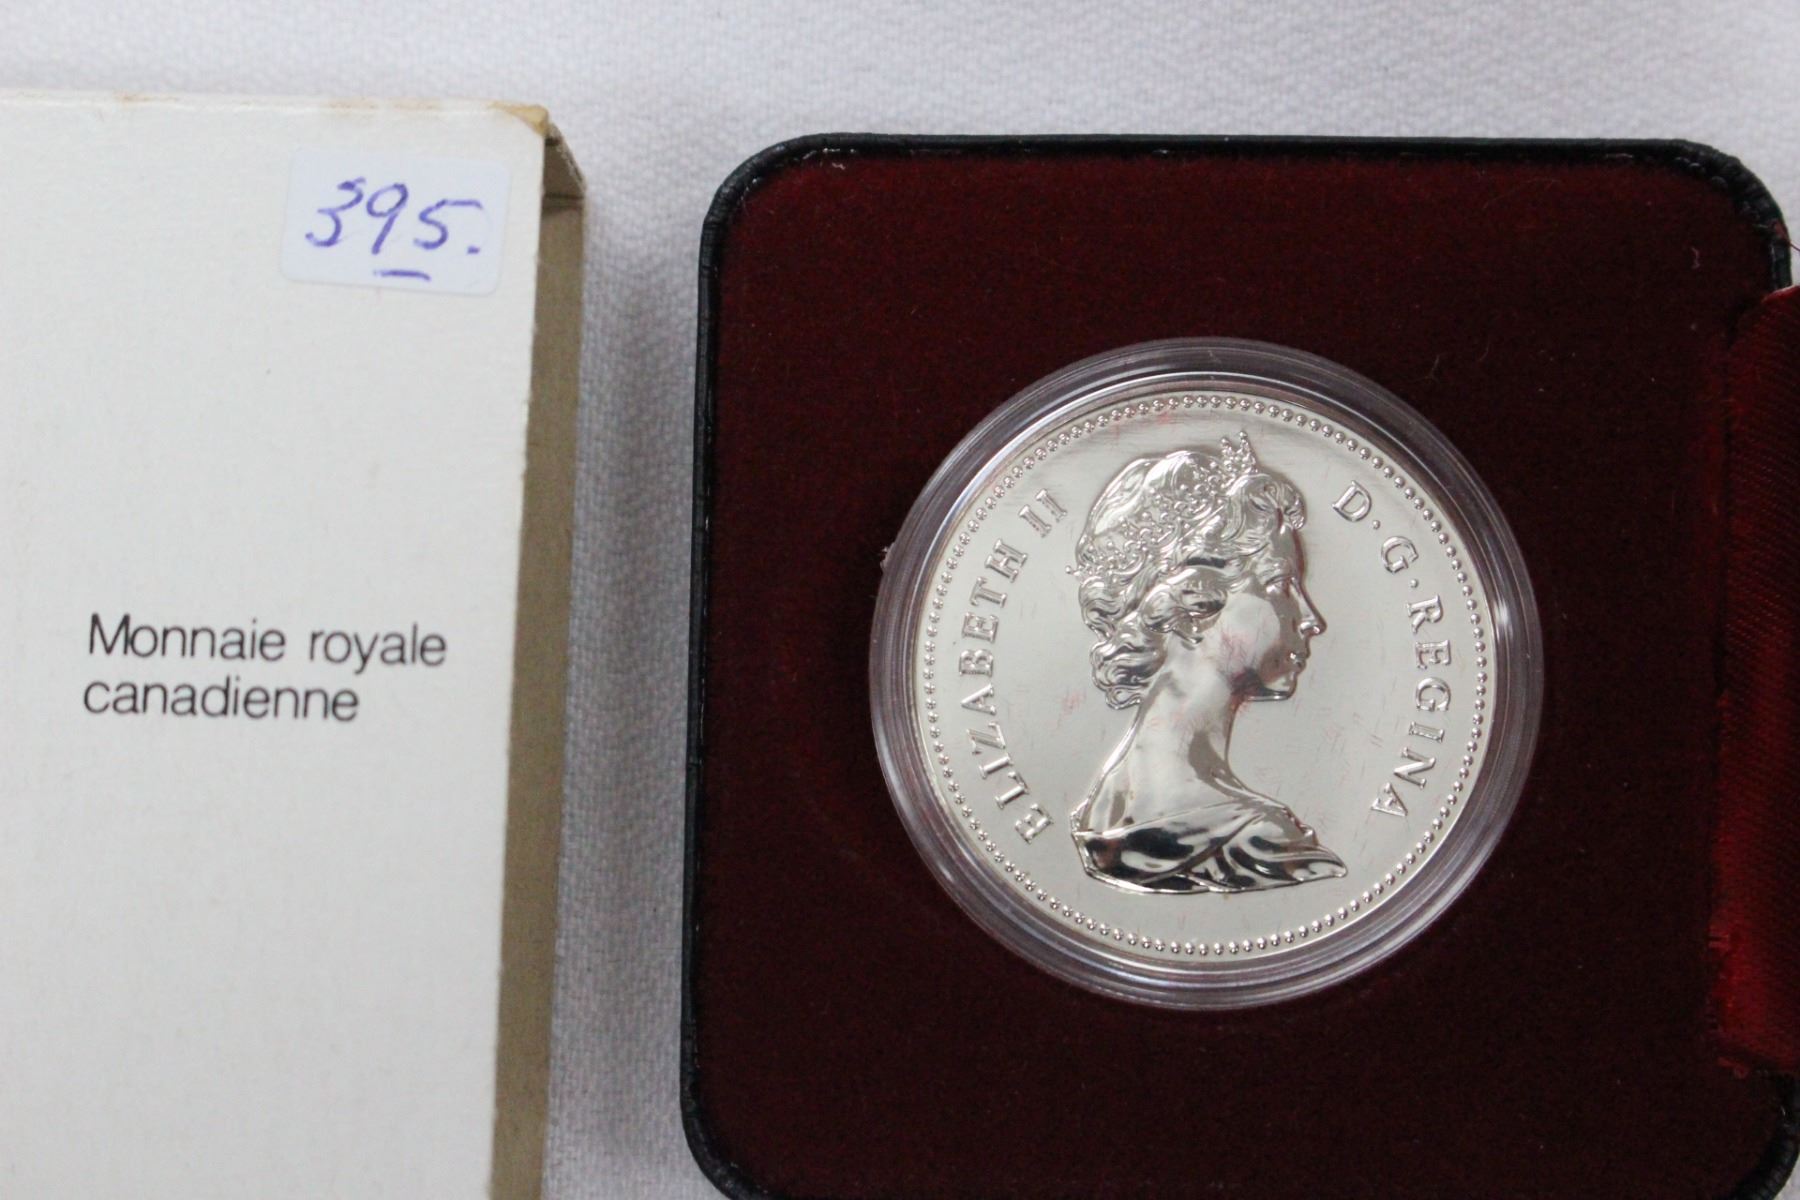 395.
Monnaie royale
canadienne
ELIZABETH II D. G. REGINA